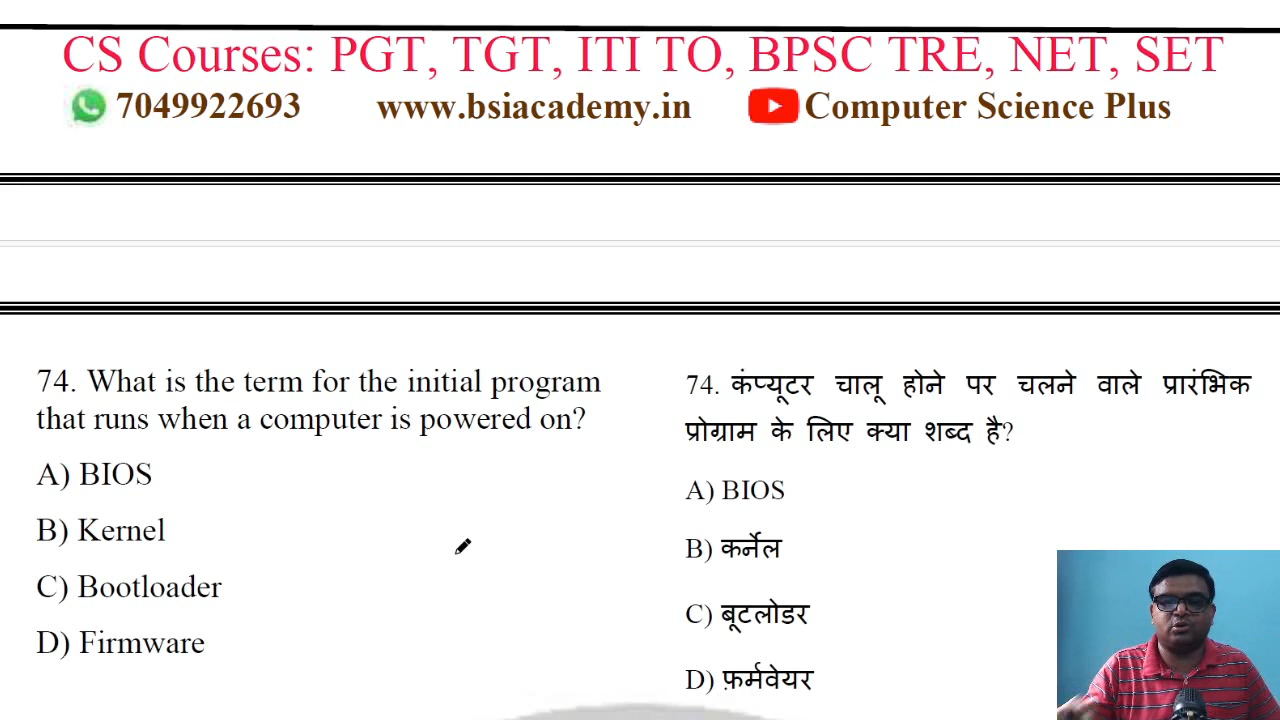 CS Courses: PGT, TGT, ITI TO, BPSC TRE, NET, SET
7049922693 www.bsiacademy.in Computer Science Plus
74. What is the term for the initial program
that runs when a computer is powered on?
A) BIOS
B) Kernel
C) Bootloader
D) Firmware
74. कंप्यूटर चालू होने पर चलने वाले प्रारंभिक
प्रोग्राम के लिए क्या शब्द है?
A) BIOS
B) कर्नेल
C) बूटलोडर
D) फ़र्मवेयर